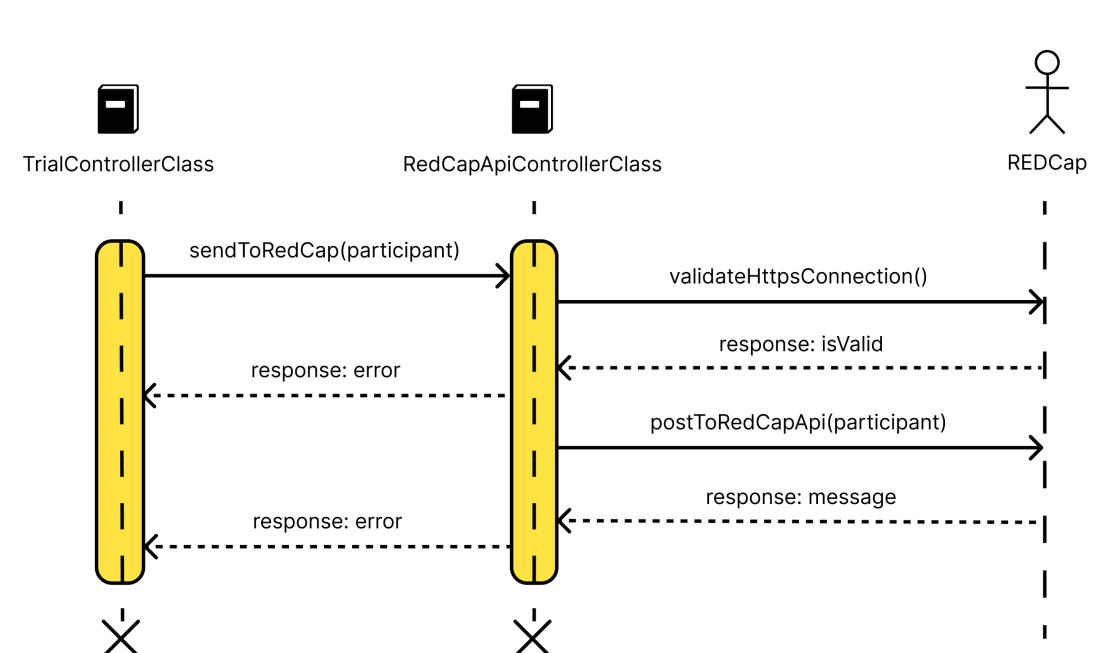 TrialControllerClass
RedCapApiControllerClass
REDCap
sendToRedCap(participant)
validateHttpsConnection()
response: isValid
response: error
postToRedCapApi(participant)
response: message
response: error